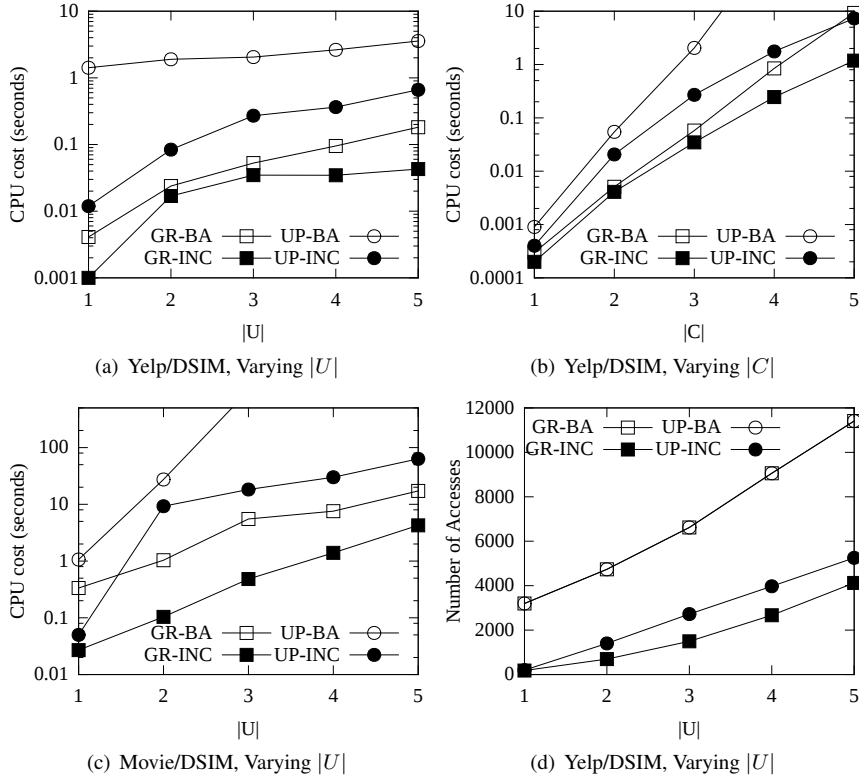 10
1
0.1
0.01
0.001
CPU cost (seconds)
GR-BA UP-BA
GR-INC UP-INC
1 2 3 4 5
|U|
(a) Yelp/DSIM, Varying |U|
10
1
0.1
0.01
0.001
0.0001
CPU cost (seconds)
GR-BA UP-BA
GR-INC UP-INC
1 2 3 4 5
|C|
(b) Yelp/DSIM, Varying |C|
100
10
1
0.1
0.01
CPU cost (seconds)
GR-BA UP-BA
GR-INC UP-INC
1 2 3 4 5
|U|
(c) Movie/DSIM, Varying |U|
12000
10000
8000
6000
4000
2000
0
Number of Accesses
GR-BA UP-BA
GR-INC UP-INC
1 2 3 4 5
|U|
(d) Yelp/DSIM, Varying |U|